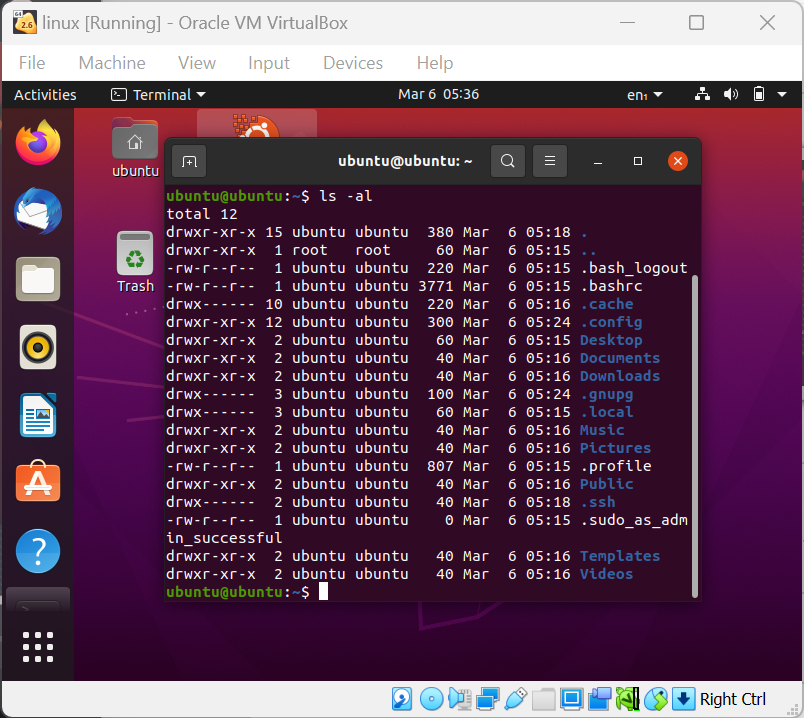 linux [Running] - Oracle VM VirtualBox
File Machine View Input Devices Help
Activities Terminal Mar 6 05:36 en₁
ubuntu
Trash
ubuntu@ubuntu: ~
ubuntu@ubuntu:~$ ls -al
total 12
drwxr-xr-x 15 ubuntu ubuntu  380 Mar  6 05:18 .
drwxr-xr-x  1 root   root     60 Mar  6 05:15 ..
-rw-r--r--  1 ubuntu ubuntu  220 Mar  6 05:15 .bash_logout
-rw-r--r--  1 ubuntu ubuntu 3771 Mar  6 05:15 .bashrc
drwx------ 10 ubuntu ubuntu  220 Mar  6 05:16 .cache
drwxr-xr-x 12 ubuntu ubuntu  300 Mar  6 05:24 .config
drwxr-xr-x  2 ubuntu ubuntu   60 Mar  6 05:15 Desktop
drwxr-xr-x  2 ubuntu ubuntu   40 Mar  6 05:16 Documents
drwxr-xr-x  2 ubuntu ubuntu   40 Mar  6 05:16 Downloads
drwx------  3 ubuntu ubuntu  100 Mar  6 05:24 .gnupg
drwx------  3 ubuntu ubuntu   60 Mar  6 05:15 .local
drwxr-xr-x  2 ubuntu ubuntu   40 Mar  6 05:16 Music
drwxr-xr-x  2 ubuntu ubuntu   40 Mar  6 05:16 Pictures
-rw-r--r--  1 ubuntu ubuntu  807 Mar  6 05:15 .profile
drwxr-xr-x  2 ubuntu ubuntu   40 Mar  6 05:16 Public
drwx------  2 ubuntu ubuntu   40 Mar  6 05:18 .ssh
-rw-r--r--  1 ubuntu ubuntu    0 Mar  6 05:15 .sudo_as_adm
in_successful
drwxr-xr-x  2 ubuntu ubuntu   40 Mar  6 05:16 Templates
drwxr-xr-x  2 ubuntu ubuntu   40 Mar  6 05:16 Videos
ubuntu@ubuntu:~$
Right Ctrl